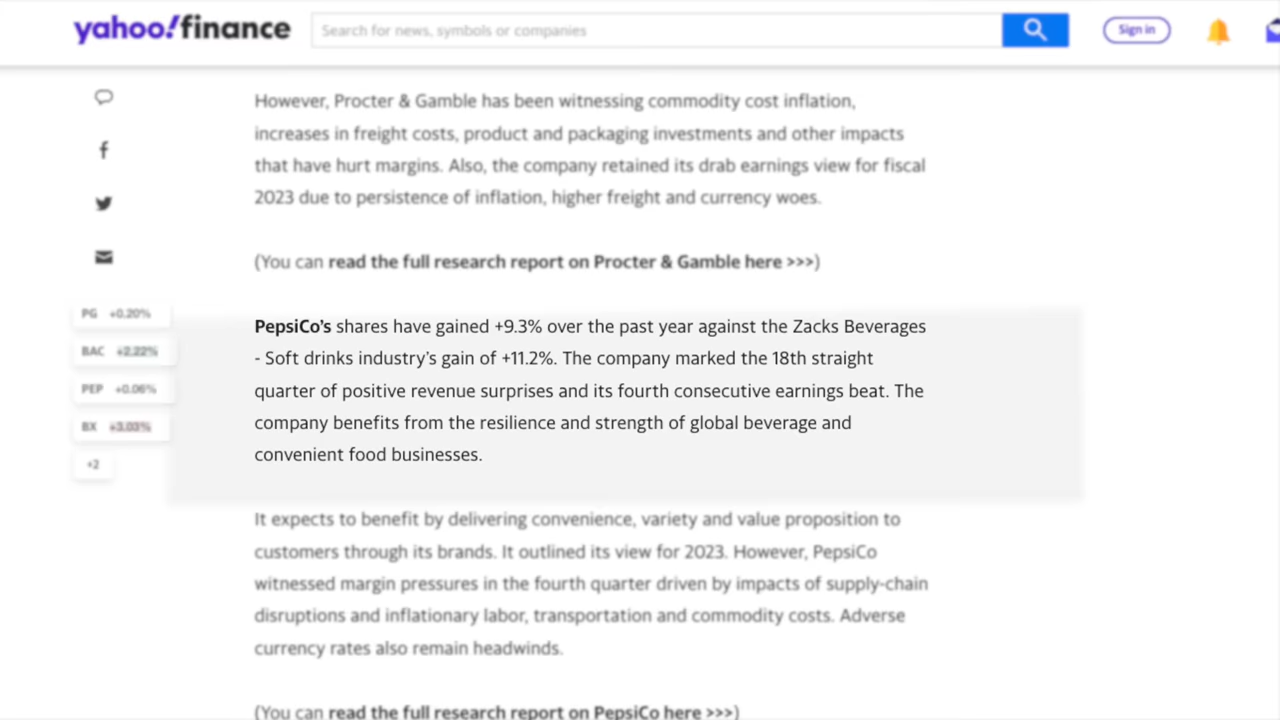 yahoo!finance
Search for news, symbols or companies
Sign in
However, Procter & Gamble has been witnessing commodity cost inflation,
increases in freight costs, product and packaging investments and other impacts
that have hurt margins. Also, the company retained its drab earnings view for fiscal
2023 due to persistence of inflation, higher freight and currency woes.
(You can read the full research report on Procter & Gamble here >>>)
PG +0.20%
BAC +2.22%
PEP +0.06%
BX +3.03%
+2
PepsiCo's shares have gained +9.3% over the past year against the Zacks Beverages
- Soft drinks industry's gain of +11.2%. The company marked the 18th straight
quarter of positive revenue surprises and its fourth consecutive earnings beat. The
company benefits from the resilience and strength of global beverage and
convenient food businesses.
It expects to benefit by delivering convenience, variety and value proposition to
customers through its brands. It outlined its view for 2023. However, PepsiCo
witnessed margin pressures in the fourth quarter driven by impacts of supply-chain
disruptions and inflationary labor, transportation and commodity costs. Adverse
currency rates also remain headwinds.
(You can read the full research report on PepsiCo here >>>)